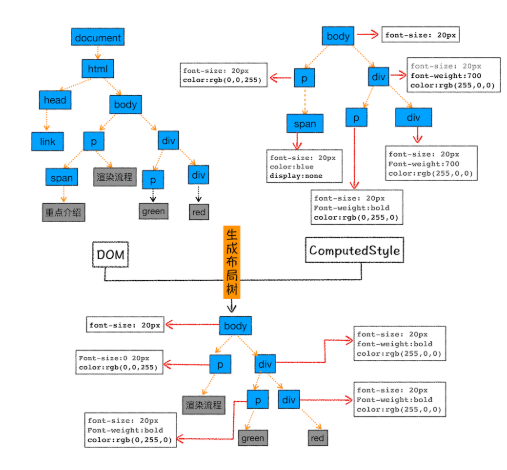 document
html
head
body
link
p
div
span
渲染流程
p
div
重点介绍
green
red
body
font-size: 20px
p
div
font-size: 20px
color:rgb(0,0,255)
font-size: 20px
font-weight:700
color:rgb(255,0,0)
span
p
div
font-size: 20px
color:blue
display:none
font-size: 20px
Font-weight:700
color:rgb(255,0,0)
font-size: 20px
Font-weight:bold
color:rgb(0,255,0)
DOM
生成布局树
ComputedStyle
font-size: 20px
body
font-size: 20px
Font-weight:bold
color:rgb(255,0,0)
Font-size:0 20px
color:rgb(0,0,255)
p
div
渲染流程
p
div
font-size: 20px
Font-weight:bold
color:rgb(255,0,0)
font-size: 20px
Font-weight:bold
color:rgb(0,255,0)
green
red